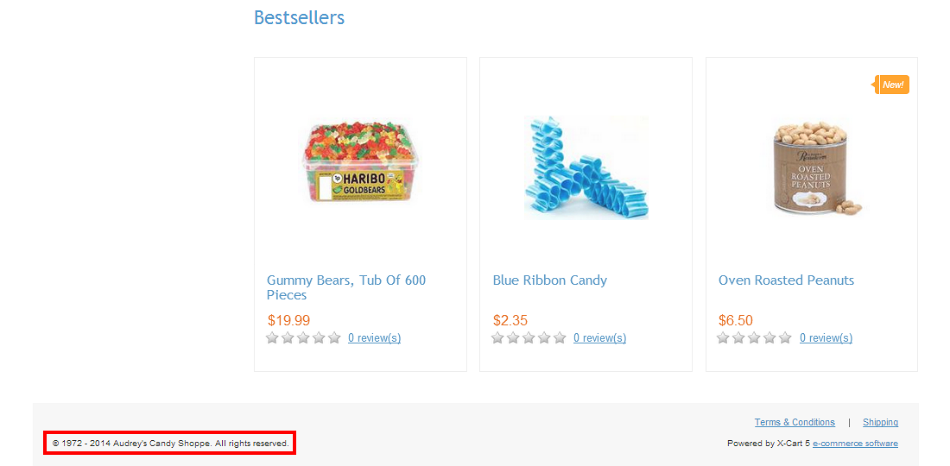 Bestsellers
New!
HARIBO
GOLDBEARS
OVEN
ROASTED
PEANUTS
Gummy Bears, Tub Of 600
Pieces
$19.99
0 review(s)
Blue Ribbon Candy
$2.35
0 review(s)
Oven Roasted Peanuts
$6.50
0 review(s)
Terms & Conditions | Shipping
© 1972 - 2014 Audrey's Candy Shoppe. All rights reserved.
Powered by X-Cart 5 e-commerce software